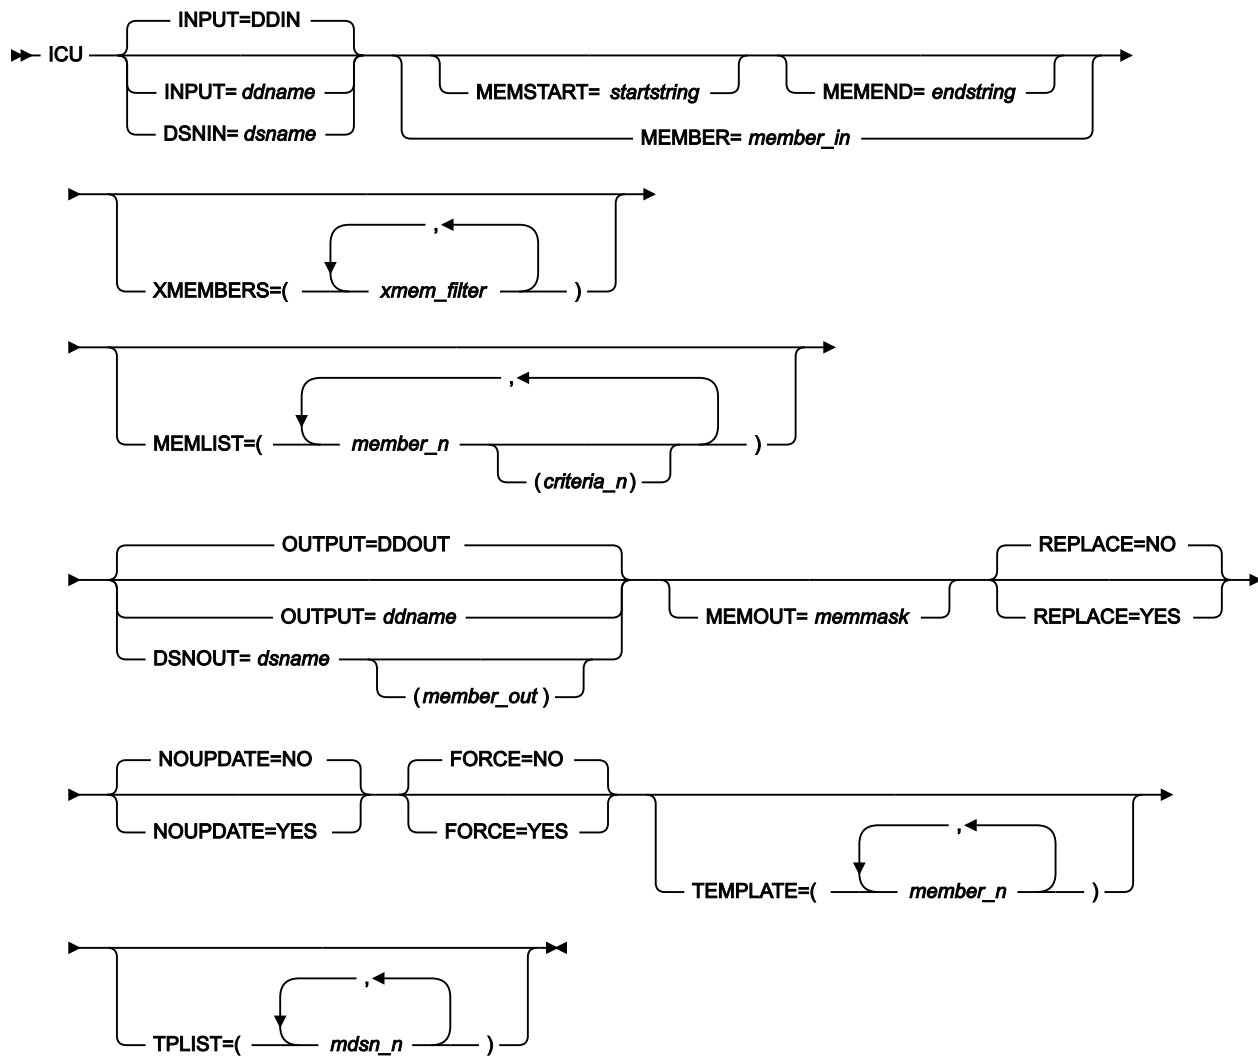 INPUT=DDIN
ICU
INPUT= ddname
DSNIN= dsname
MEMSTART= startstring
MEMEND= endstring
MEMBER= member_in
,
XMEMBERS=( xmem_filter )
,
MEMLIST=( member_n )
(criteria_n)
OUTPUT=DDOUT
OUTPUT= ddname
DSNOUT= dsname
(member_out )
MEMOUT= memmask
REPLACE=NO
REPLACE=YES
NOUPDATE=NO
NOUPDATE=YES
FORCE=NO
FORCE=YES
,
TEMPLATE=( member_n )
,
TPLIST=( mdsn_n )